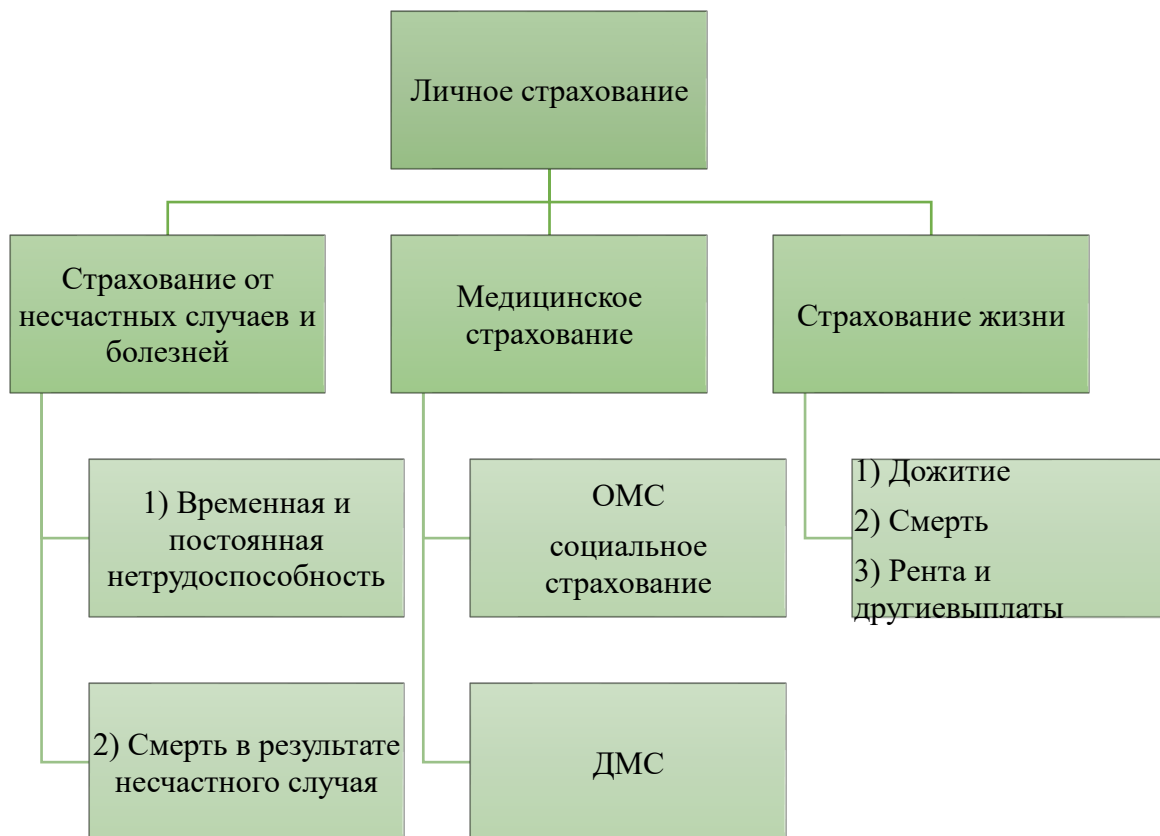 Личное страхование
Страхование от
несчастных случаев и
болезней
Медицинское
страхование
Страхование жизни
1) Временная и
постоянная
нетрудоспособность
ОМС
социальное
страхование
1) Дожитие
2) Смерть
3) Рента и
другиевыплаты
2) Смерть в результате
несчастного случая
ДМС